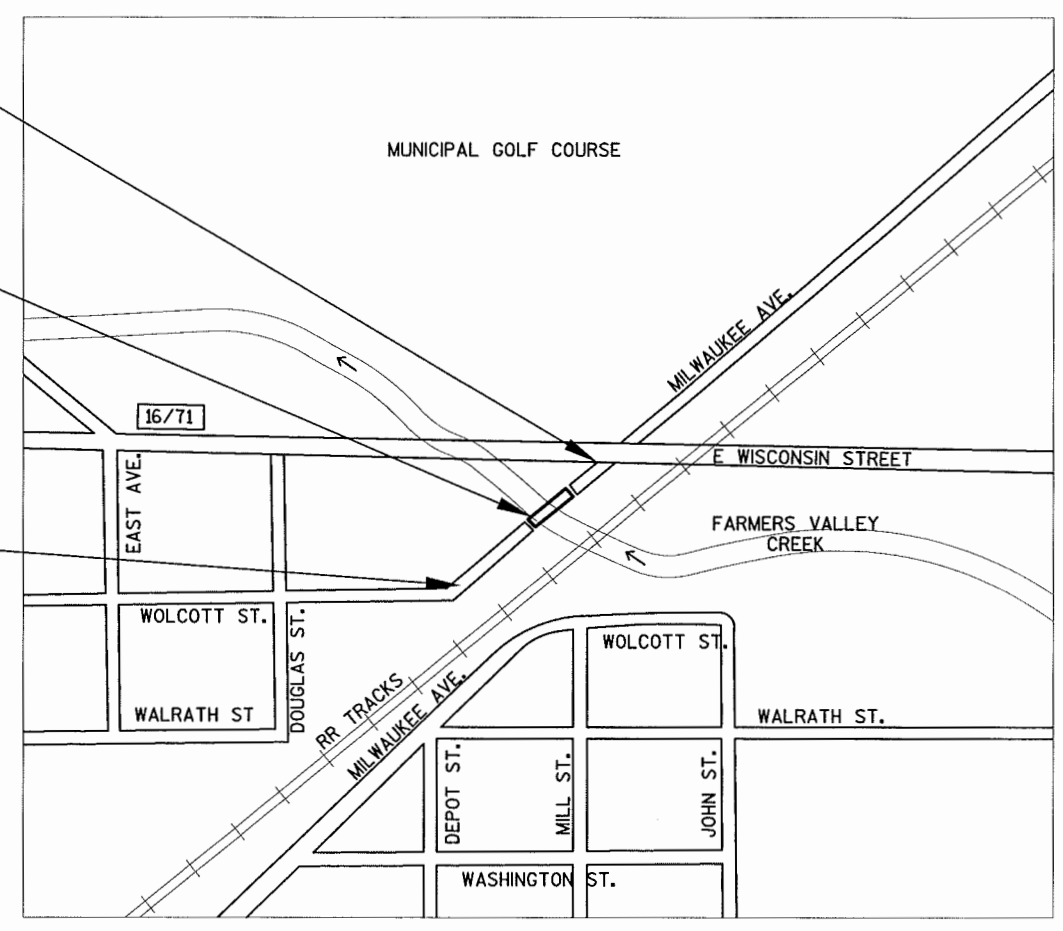 MUNICIPAL GOLF COURSE
MILWAUKEE AVE.
16/71
E WISCONSIN STREET
EAST AVE.
FARMERS VALLEY
CREEK
WOLCOTT ST.
DOUGLAS ST.
WOLCOTT ST.
WALRATH ST
RR TRACKS
MILWAUKEE AVE.
WALRATH ST.
DEPOT ST.
MILL ST.
JOHN ST.
WASHINGTON ST.